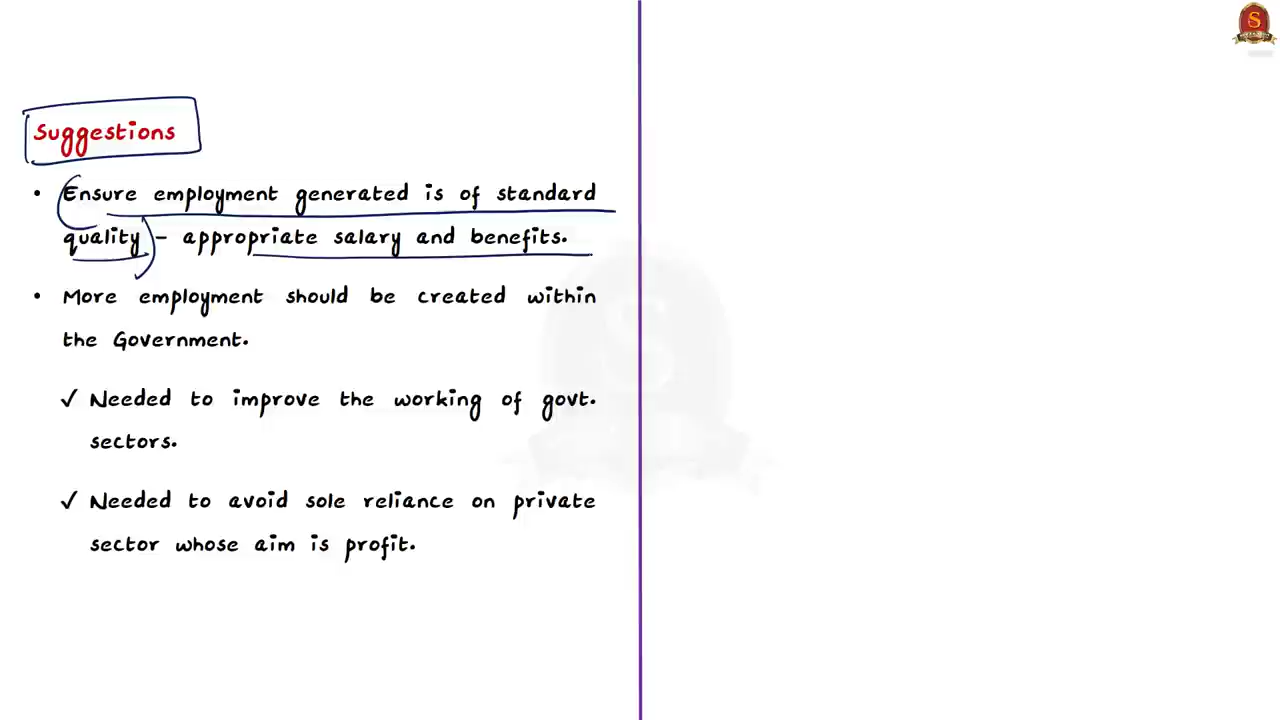 Suggestions
• Ensure employment generated is of standard
quality - appropriate salary and benefits.
• More employment should be created within
the Government.
✓ Needed to improve the working of govt.
sectors.
✓ Needed to avoid sole reliance on private
sector whose aim is profit.
S